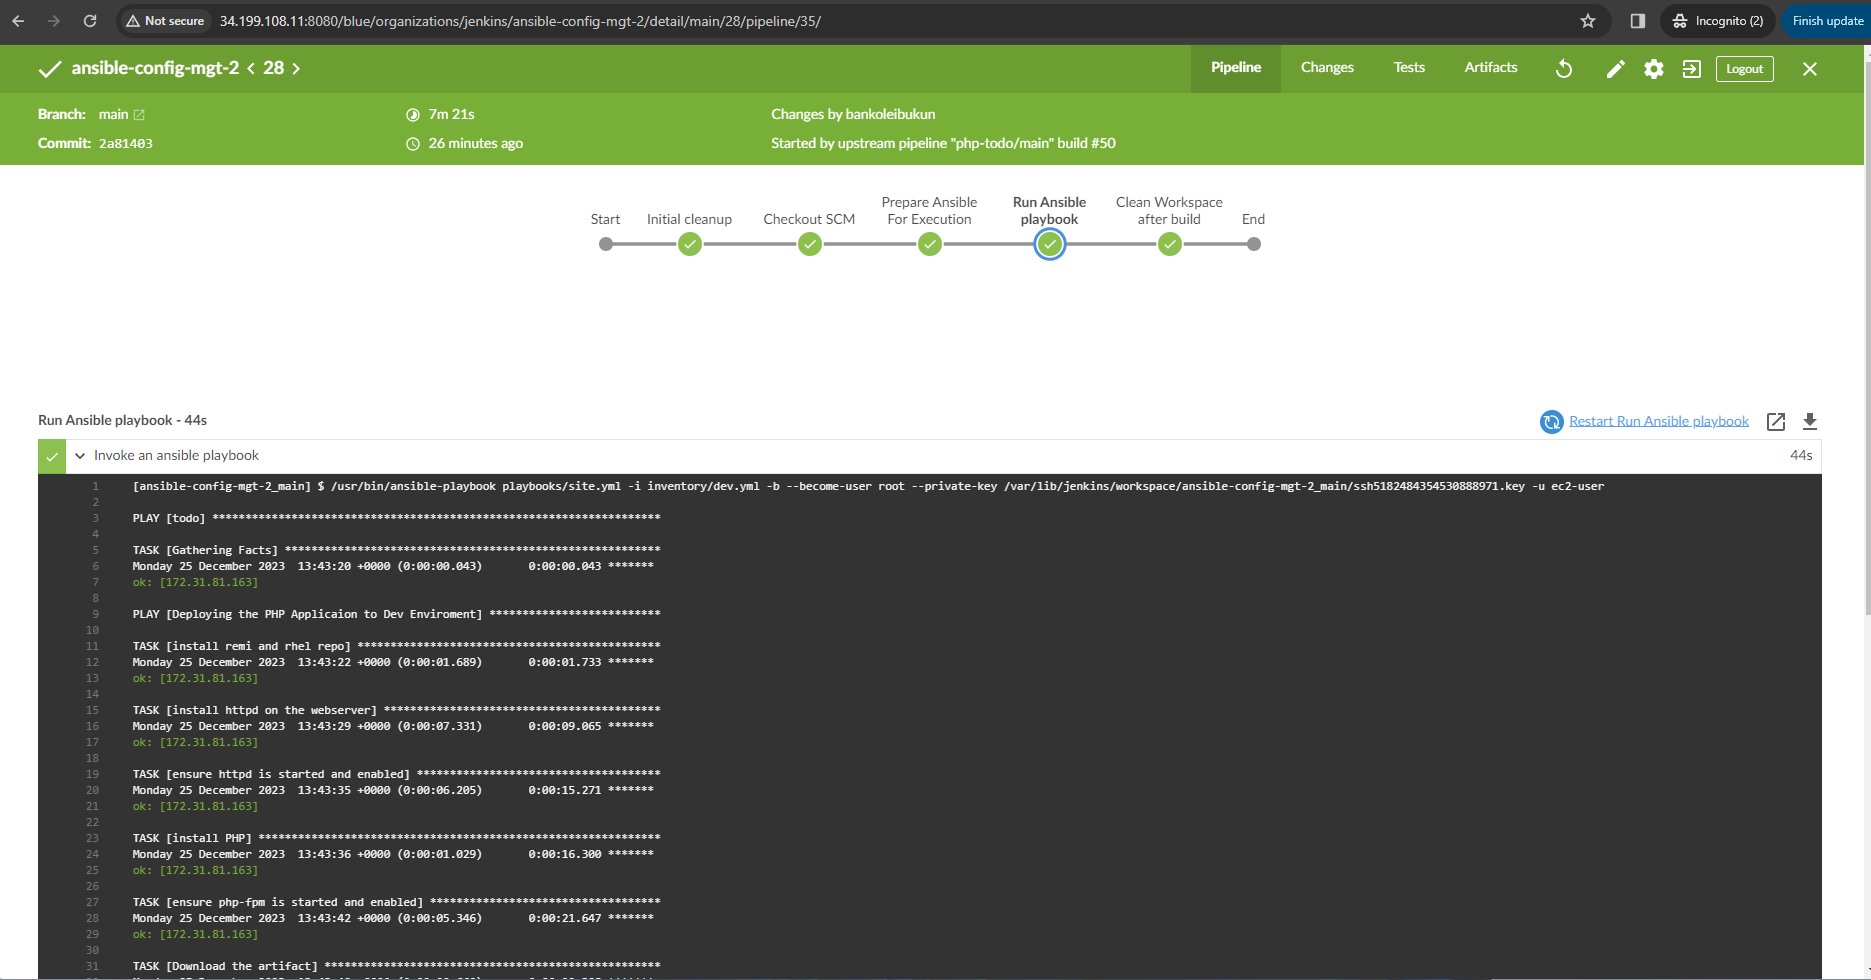 Not secure 34.199.108.11:8080/blue/organizations/jenkins/ansible-config-mgt-2/detail/main/28/pipeline/35/ Incognito (2) Finish update
ansible-config-mgt-2 < 28 > Pipeline Changes Tests Artifacts Logout
Branch: main 7m 21s Changes by bankoleibukun
Commit: 2a81403 26 minutes ago Started by upstream pipeline "php-todo/main" build #50
Start Initial cleanup Checkout SCM Prepare Ansible For Execution Run Ansible playbook Clean Workspace after build End
Run Ansible playbook - 44s Restart Run Ansible playbook
Invoke an ansible playbook 44s
1 [ansible-config-mgt-2_main] $ /usr/bin/ansible-playbook playbooks/site.yml -i inventory/dev.yml -b --become-user root --private-key /var/lib/jenkins/workspace/ansible-config-mgt-2_main/ssh5182484354530888971.key -u ec2-user
2
3 PLAY [todo] ********************************************************************
4
5 TASK [Gathering Facts] *********************************************************
6 Monday 25 December 2023  13:43:20 +0000 (0:00:00.043)       0:00:00.043 *******
7 ok: [172.31.81.163]
8
9 PLAY [Deploying the PHP Applicaion to Dev Enviroment] **************************
10
11 TASK [install remi and rhel repo] **********************************************
12 Monday 25 December 2023  13:43:22 +0000 (0:00:01.689)       0:00:01.733 *******
13 ok: [172.31.81.163]
14
15 TASK [install httpd on the webserver] ******************************************
16 Monday 25 December 2023  13:43:29 +0000 (0:00:07.331)       0:00:09.065 *******
17 ok: [172.31.81.163]
18
19 TASK [ensure httpd is started and enabled] *************************************
20 Monday 25 December 2023  13:43:35 +0000 (0:00:06.205)       0:00:15.271 *******
21 ok: [172.31.81.163]
22
23 TASK [install PHP] *************************************************************
24 Monday 25 December 2023  13:43:36 +0000 (0:00:01.029)       0:00:16.300 *******
25 ok: [172.31.81.163]
26
27 TASK [ensure php-fpm is started and enabled] ***********************************
28 Monday 25 December 2023  13:43:42 +0000 (0:00:05.346)       0:00:21.647 *******
29 ok: [172.31.81.163]
30
31 TASK [Download the artifact] ***************************************************